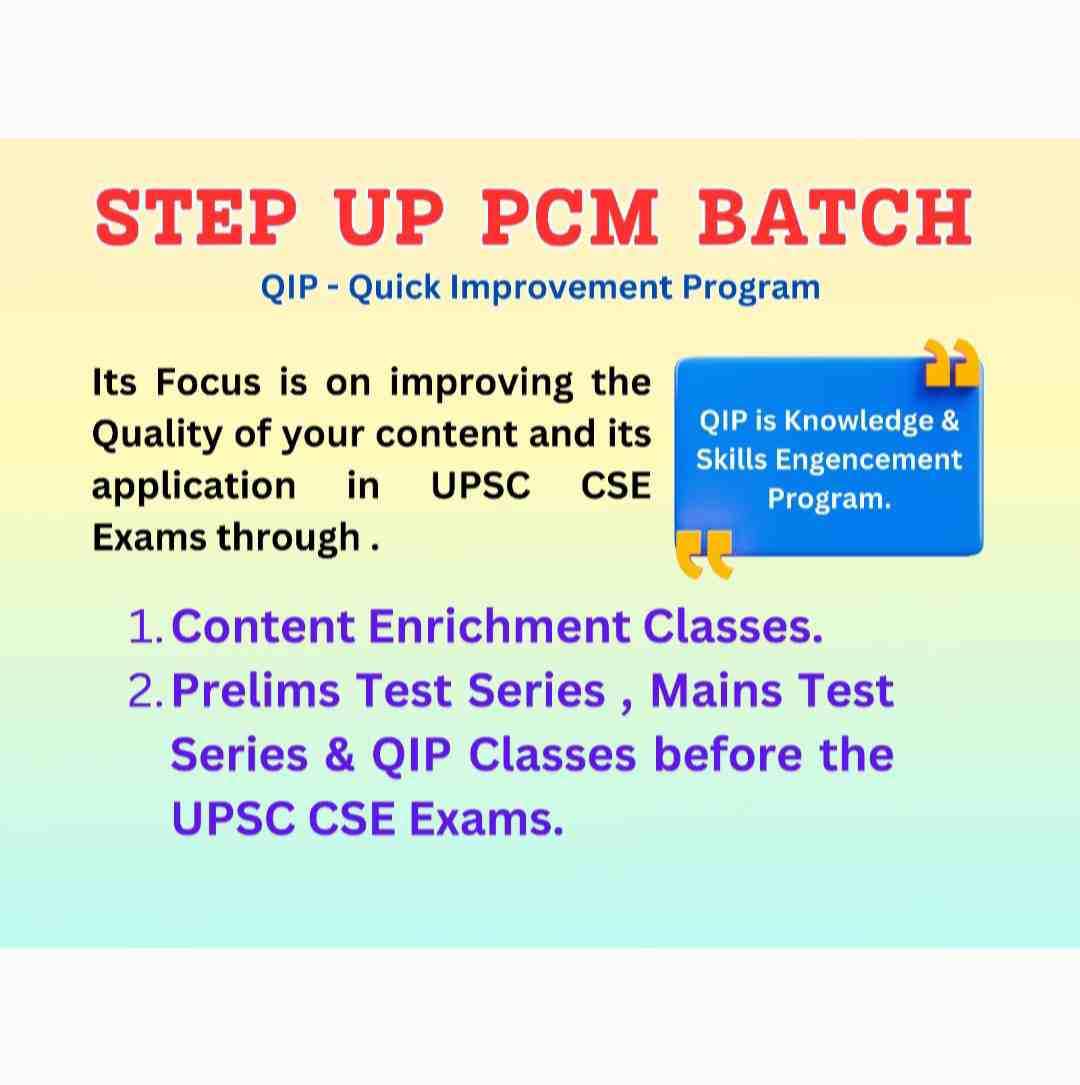 STEP UP PCM BATCH
QIP - Quick Improvement Program
Its Focus is on improving the
Quality of your content and its
application in UPSC CSE
Exams through .
QIP is Knowledge &
Skills Engencement
Program.
1. Content Enrichment Classes.
2. Prelims Test Series , Mains Test
Series & QIP Classes before the
UPSC CSE Exams.